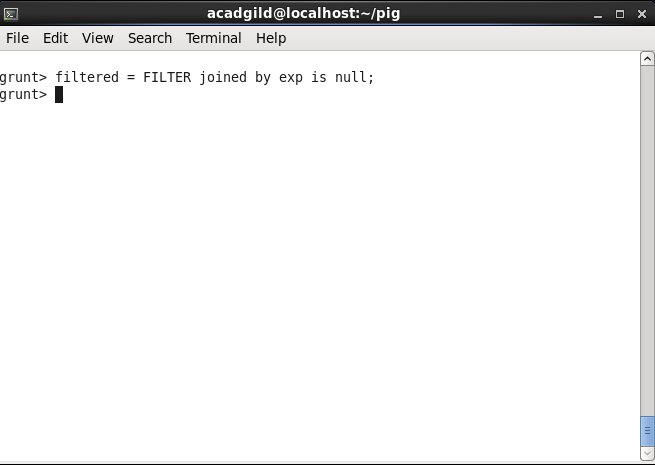 acadgild@localhost:~/pig
File Edit View Search Terminal Help
grunt> filtered = FILTER joined by exp is null;
grunt>